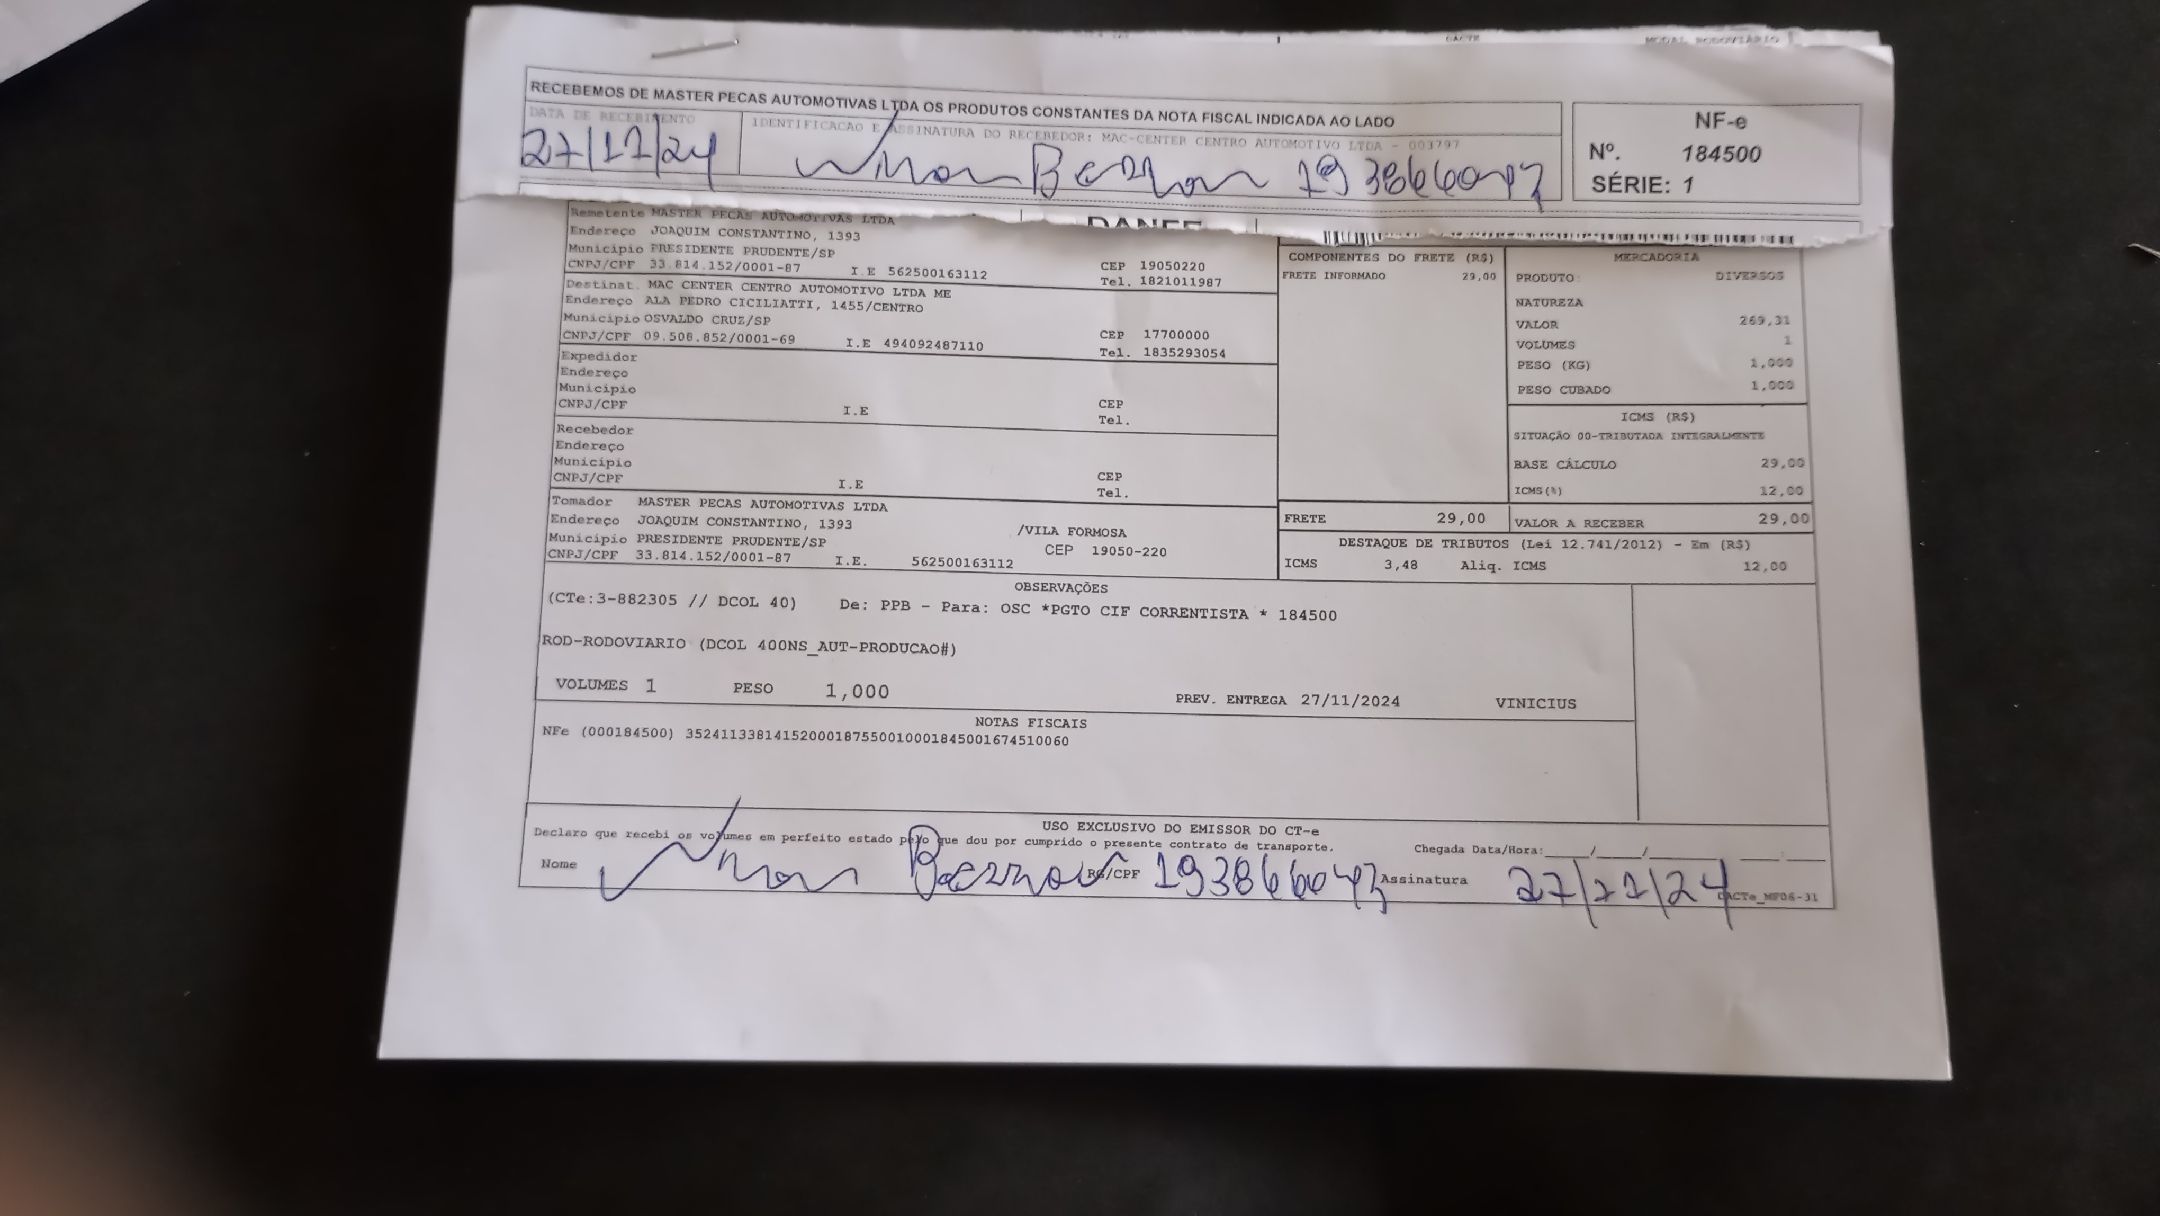 CACTE MODAL RODOVIÁRIO
RECEBEMOS DE MASTER PECAS AUTOMOTIVAS LTDA OS PRODUTOS CONSTANTES DA NOTA FISCAL INDICADA AO LADO
DATA DE RECEBIMENTO IDENTIFICACAO E ASSINATURA DO RECEBEDOR: MAC-CENTER CENTRO AUTOMOTIVO LTDA - 003797
27/11/24
NF-e
Nº. 184500
SÉRIE: 1
DANFE
Remetente MASTER PECAS AUTOMOTIVAS LTDA
Endereço JOAQUIM CONSTANTINO, 1393
Município PRESIDENTE PRUDENTE/SP CEP 19050220
CNPJ/CPF 33.814.152/0001-87 I.E 562500163112 Tel. 1821011987
Destinat. MAC CENTER CENTRO AUTOMOTIVO LTDA ME
Endereço ALA PEDRO CICILIATTI, 1455/CENTRO
Município OSVALDO CRUZ/SP CEP 17700000
CNPJ/CPF 09.508.852/0001-69 I.E 494092487110 Tel. 1835293054
Expedidor
Endereço
Município CEP
CNPJ/CPF I.E Tel.
Recebedor
Endereço
Município CEP
CNPJ/CPF I.E Tel.
Tomador MASTER PECAS AUTOMOTIVAS LTDA
Endereço JOAQUIM CONSTANTINO, 1393 /VILA FORMOSA
Município PRESIDENTE PRUDENTE/SP CEP 19050-220
CNPJ/CPF 33.814.152/0001-87 I.E. 562500163112
COMPONENTES DO FRETE (R$)
FRETE INFORMADO 29,00
MERCADORIA
PRODUTO: DIVERSOS
NATUREZA
VALOR 269,31
VOLUMES 1
PESO (KG) 1,000
PESO CUBADO 1,000
ICMS (R$)
SITUAÇÃO 00-TRIBUTADA INTEGRALMENTE
BASE CÁLCULO 29,00
ICMS(%) 12,00
FRETE 29,00 VALOR A RECEBER 29,00
DESTAQUE DE TRIBUTOS (Lei 12.741/2012) - Em (R$)
ICMS 3,48 Aliq. ICMS 12,00
OBSERVAÇÕES
(CTe:3-882305 // DCOL 40) De: PPB - Para: OSC *PGTO CIF CORRENTISTA * 184500
ROD-RODOVIARIO (DCOL 400NS_AUT-PRODUCAO#)
VOLUMES 1 PESO 1,000 PREV. ENTREGA 27/11/2024 VINICIUS
NOTAS FISCAIS
NFe (000184500) 35241133814152000187550010001845001674510060
USO EXCLUSIVO DO EMISSOR DO CT-e
Declaro que recebi os volumes em perfeito estado pelo que dou por cumprido o presente contrato de transporte. Chegada Data/Hora: / / :
Nome RG/CPF Assinatura 27/11/24
DACTe_MF06-31